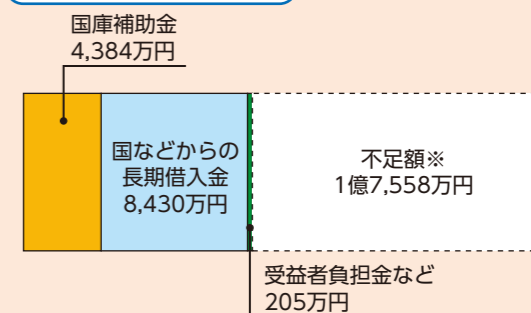 国庫補助金
4,384万円
国などからの
長期借入金
8,430万円
不足額※
1億7,558万円
受益者負担金など
205万円